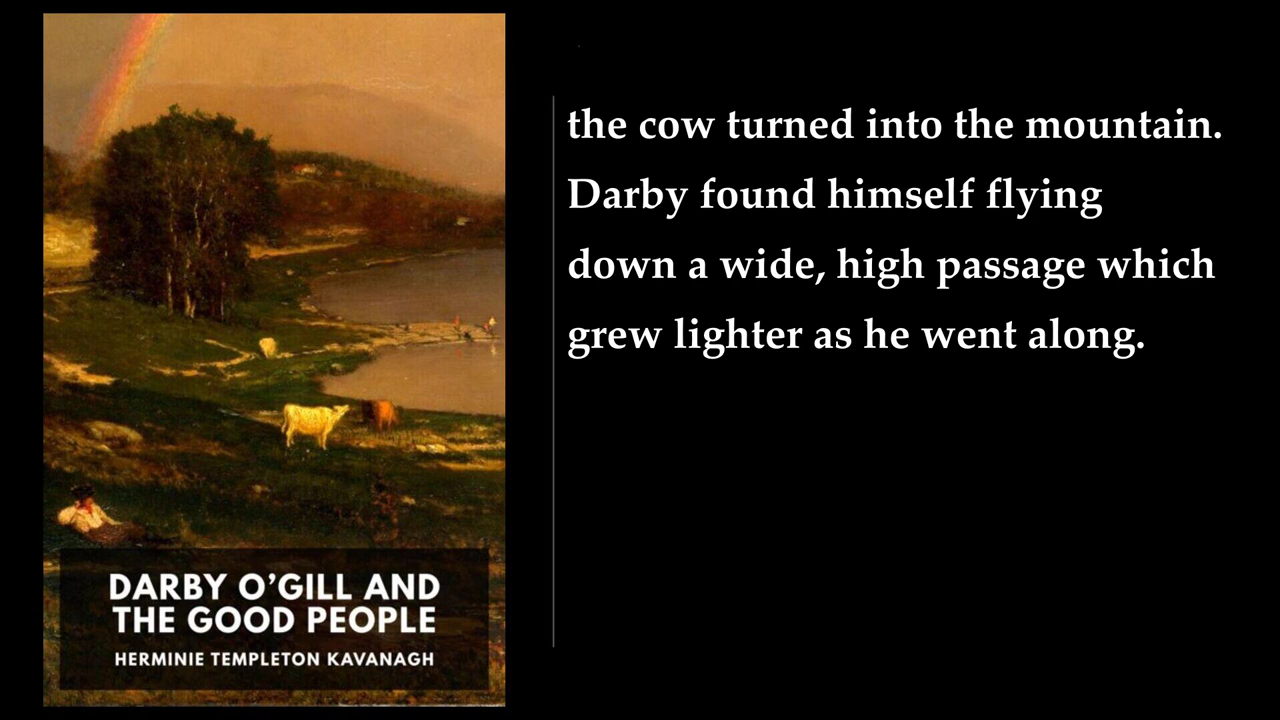 the cow turned into the mountain.
Darby found himself flying
down a wide, high passage which
grew lighter as he went along.
DARBY O’GILL AND
THE GOOD PEOPLE
HERMINIE TEMPLETON KAVANAGH